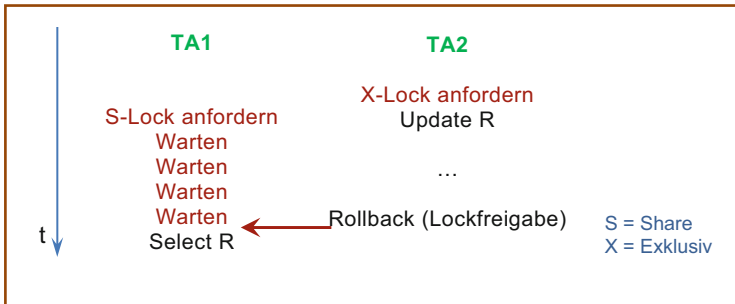 TA1
TA2
X-Lock anfordern
S-Lock anfordern
Update R
Warten
Warten
...
Warten
Warten
Rollback (Lockfreigabe)
S = Share
t
Select R
X = Exklusiv